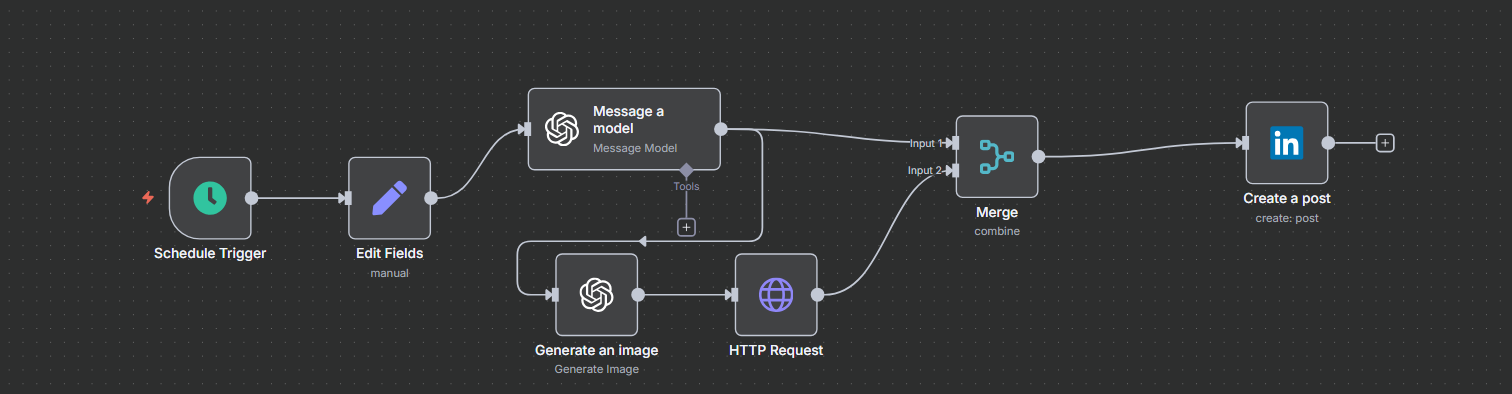 Message a
model
Message Model
Tools
Input 1
Input 2
Merge
combine
in
Create a post
create: post
Schedule Trigger
Edit Fields
manual
Generate an image
Generate Image
HTTP Request